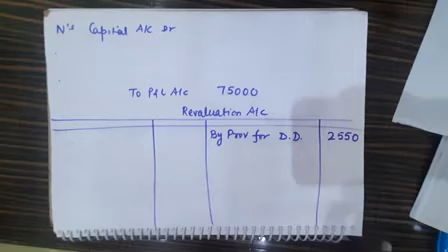 N's Capital A/c Dr
To P&L A/c 75000
Revaluation A/c
By Prov for D.D. 2550